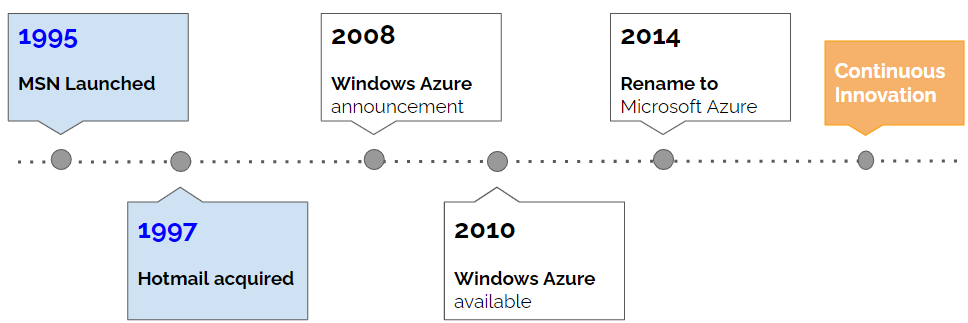 1995
MSN Launched
1997
Hotmail acquired
2008
Windows Azure
announcement
2010
Windows Azure
available
2014
Rename to
Microsoft Azure
Continuous
Innovation